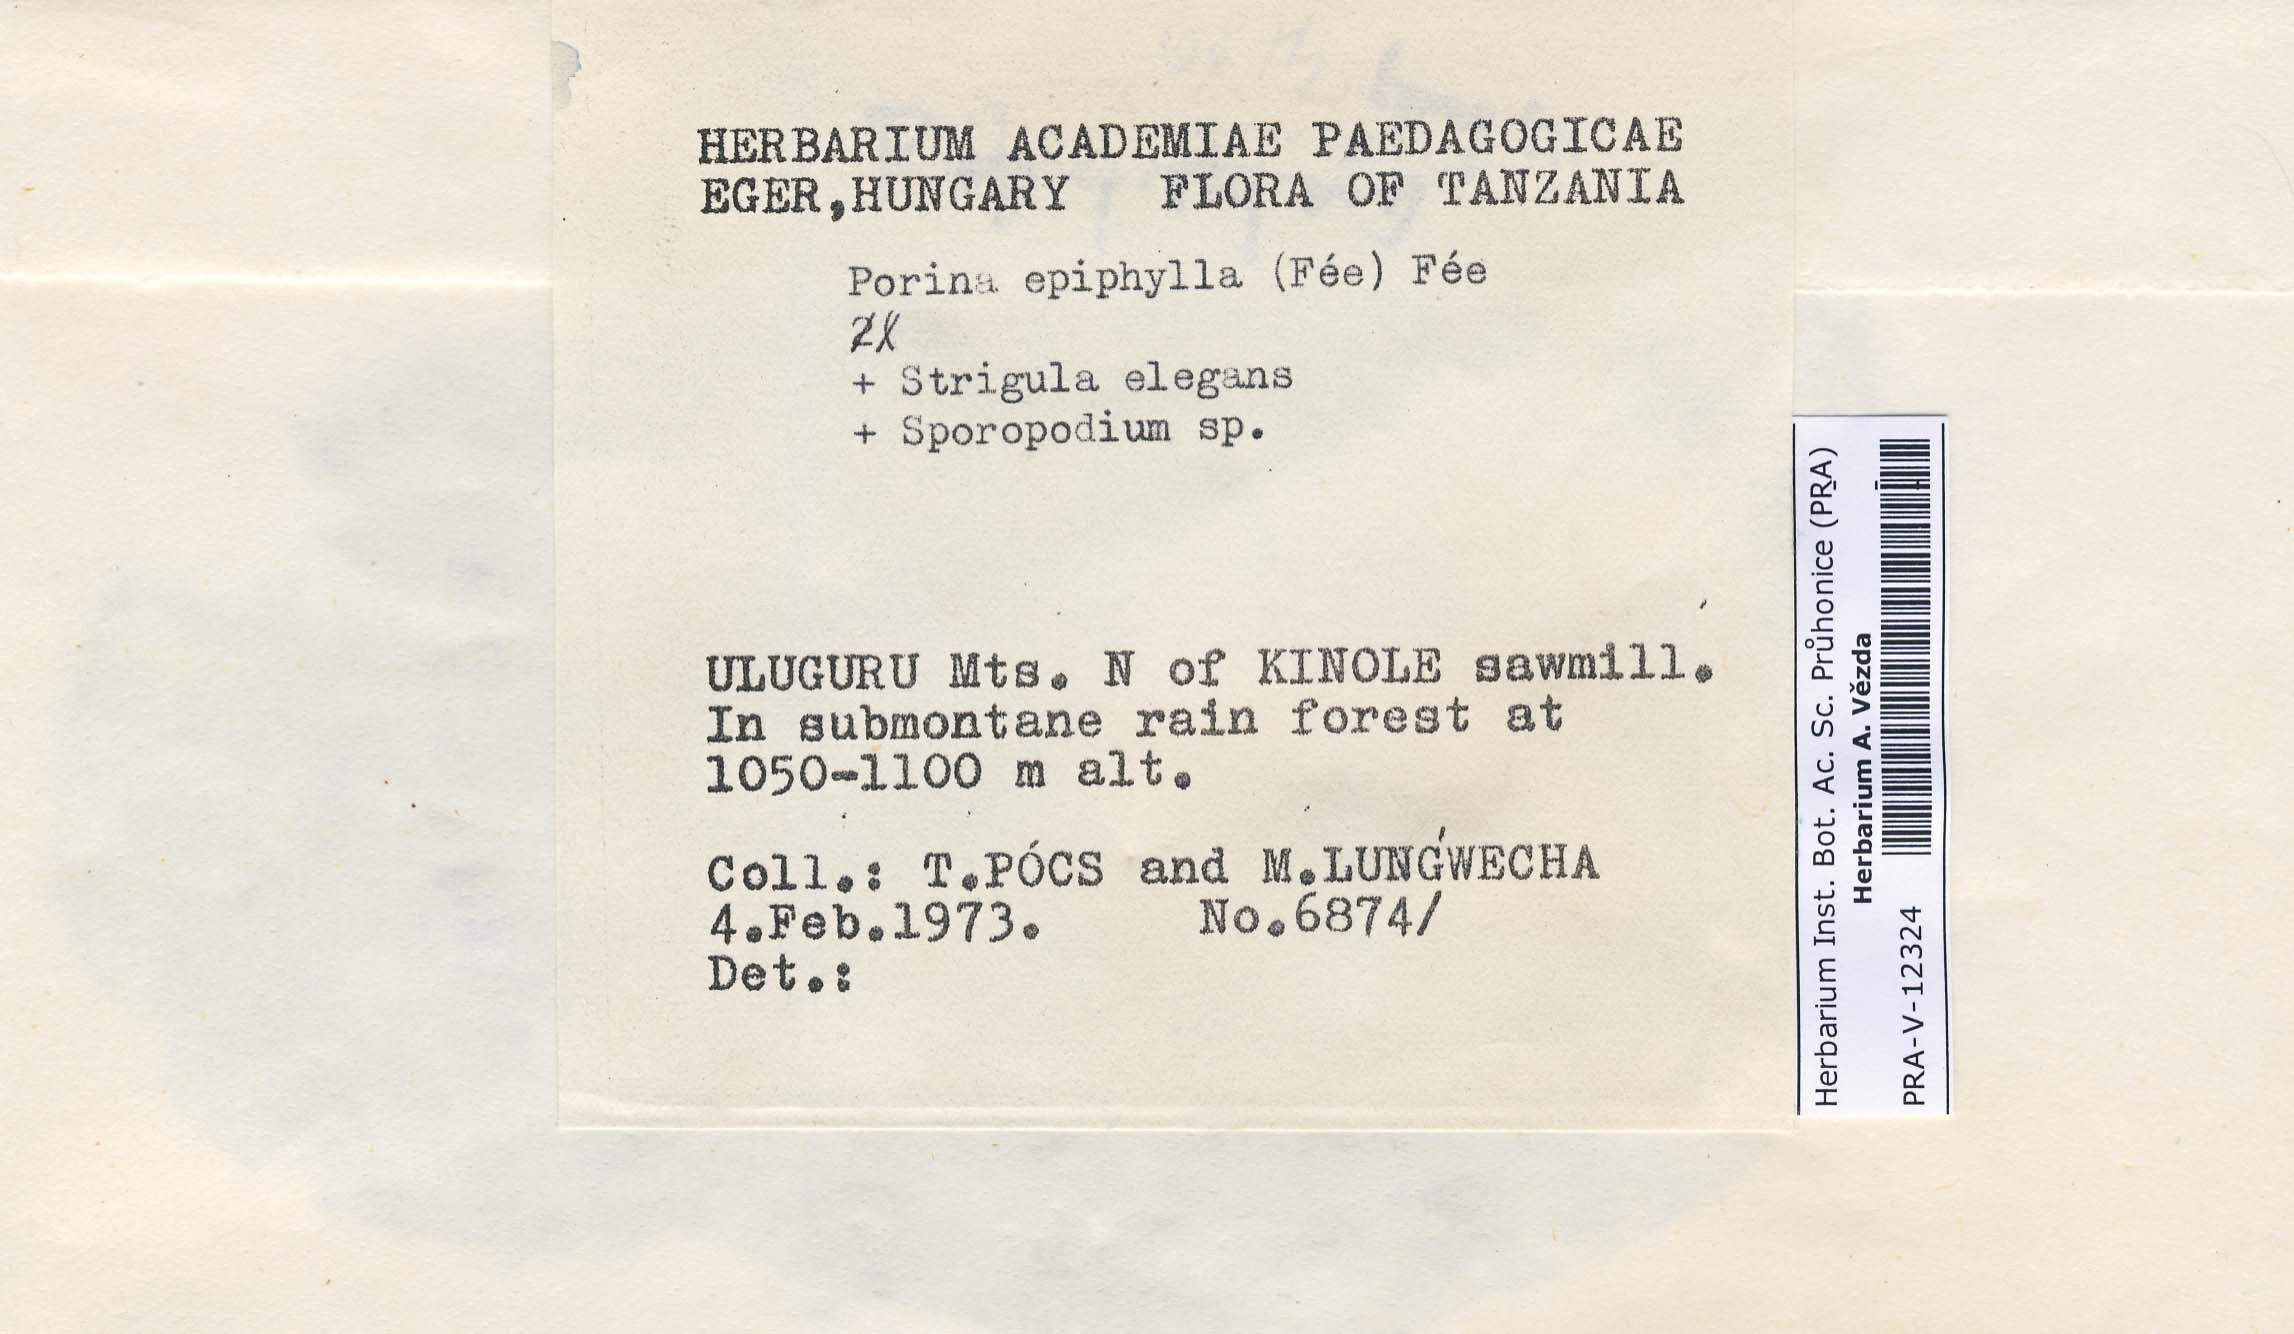 HERBARIUM ACADEMIAE PAEDAGOGICAE
EGER,HUNGARY FLORA OF TANZANIA
Porina epiphylla (Fée) Fée
+ Strigula elegans
+ Sporopodium sp.
ULUGURU Mts. N of KINOLE sawmill.
In submontane rain forest at
1050-1100 m alt.
Coll.: T.PÓCS and M.LUNG'WECHA
4.Feb.1973. No.6874/
Det.:
Herbarium Inst. Bot. Ac. Sc. Průhonice (PRA)
Herbarium A. Vězda
PRA-V-12324